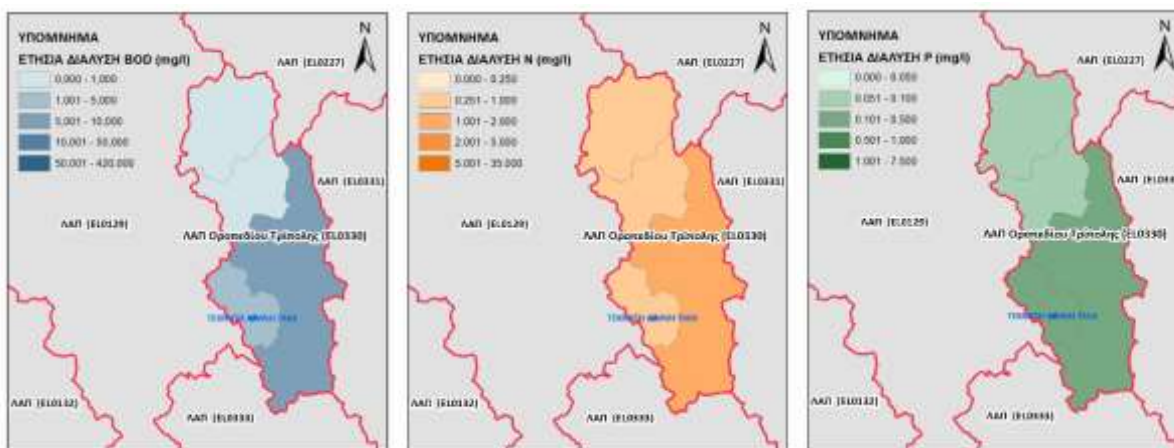 ΥΠΟΜΝΗΜΑ
ΕΤΗΣΙΑ ΔΙΑΛΥΣΗ BOD (mg/l)
0.000 - 1.000
1.001 - 5.000
5.001 - 10.000
10.001 - 50.000
50.001 - 420.000
N
ΛΑΠ (EL0227)
ΛΑΠ (EL0331)
ΛΑΠ (EL0129)
ΛΑΠ Οροπεδίου Τρίπολης (EL0330)
ΛΑΠ (EL0132)
ΛΑΠ (EL0333)
ΥΠΟΜΝΗΜΑ
ΕΤΗΣΙΑ ΔΙΑΛΥΣΗ N (mg/l)
0.000 - 0.250
0.251 - 1.000
1.001 - 2.000
2.001 - 5.000
5.001 - 35.000
N
ΛΑΠ (EL0227)
ΛΑΠ (EL0331)
ΛΑΠ (EL0129)
ΛΑΠ Οροπεδίου Τρίπολης (EL0330)
ΛΑΠ (EL0132)
ΛΑΠ (EL0333)
ΥΠΟΜΝΗΜΑ
ΕΤΗΣΙΑ ΔΙΑΛΥΣΗ P (mg/l)
0.000 - 0.050
0.051 - 0.100
0.101 - 0.500
0.501 - 1.000
1.001 - 7.500
N
ΛΑΠ (EL0227)
ΛΑΠ (EL033
ΛΑΠ (EL0129)
ΛΑΠ Οροπεδίου Τρίπολης (EL0330)
ΛΑΠ (EL0132)
ΛΑΠ (EL0333)